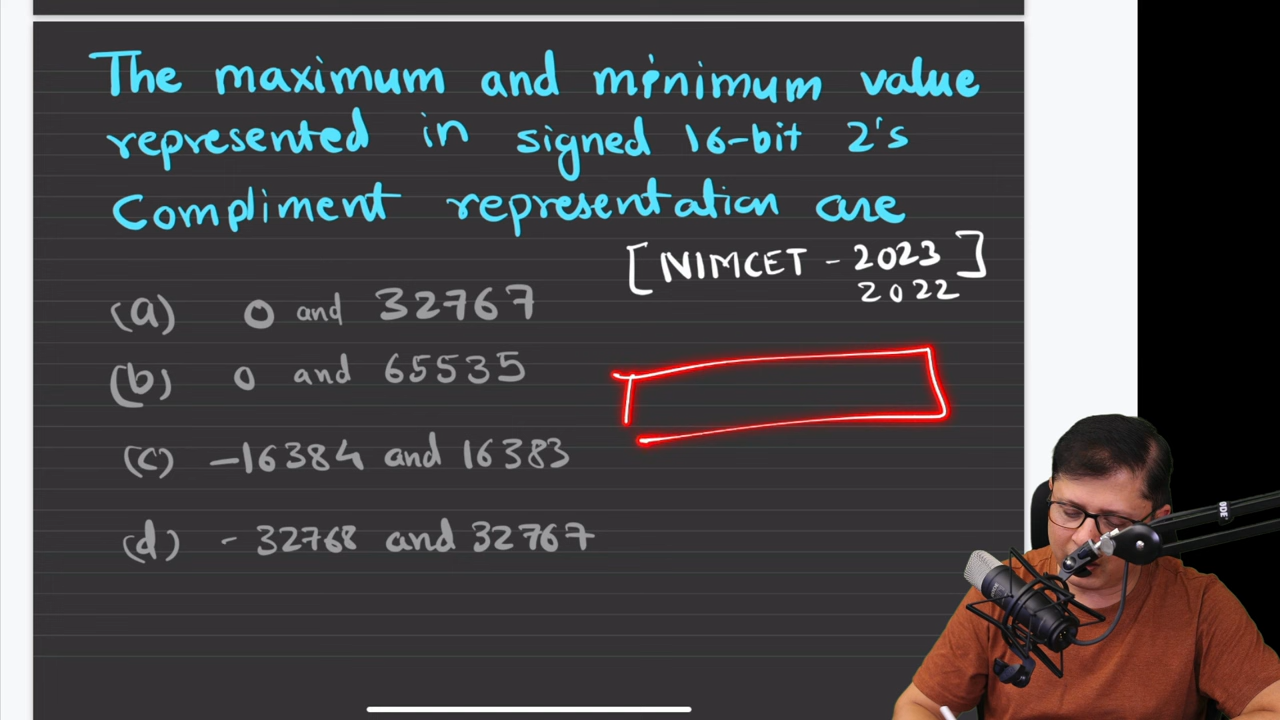 The maximum and minimum value
represented in signed 16-bit 2's
Compliment representation are
[NIMCET - 2023]
2022
(a) 0 and 32767
(b) 0 and 65535
(c) -16384 and 16383
(d) - 32768 and 32767
RODE